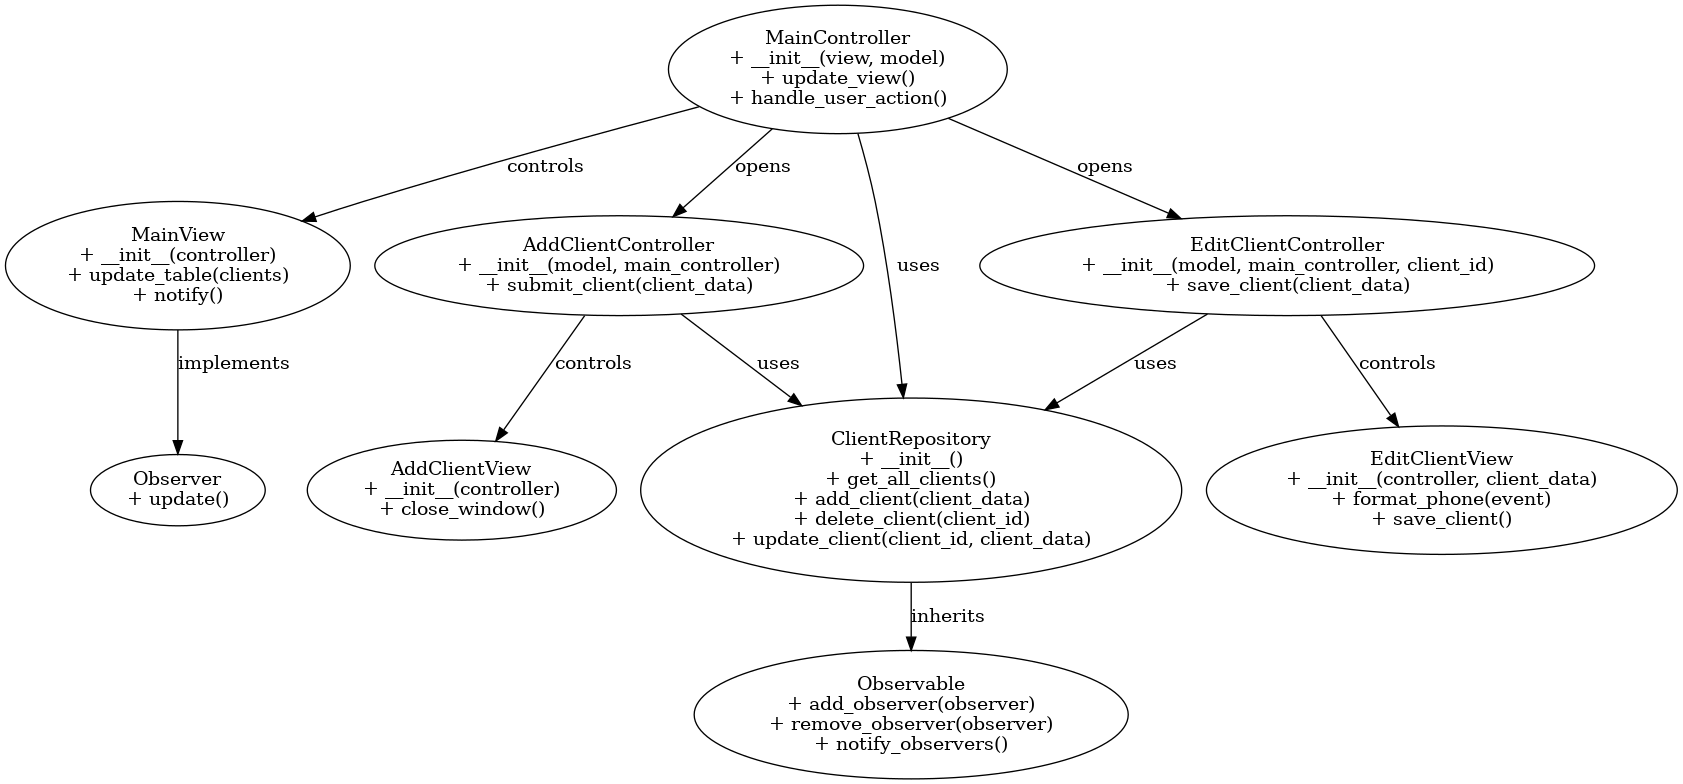 MainController
+ __init__(view, model)
+ update_view()
+ handle_user_action()
controls
opens
uses
opens
MainView
+ __init__(controller)
+ update_table(clients)
+ notify()
AddClientController
+ __init__(model, main_controller)
+ submit_client(client_data)
EditClientController
+ __init__(model, main_controller, client_id)
+ save_client(client_data)
implements
controls
uses
uses
controls
Observer
+ update()
AddClientView
+ __init__(controller)
+ close_window()
ClientRepository
+ __init__()
+ get_all_clients()
+ add_client(client_data)
+ delete_client(client_id)
+ update_client(client_id, client_data)
EditClientView
+ __init__(controller, client_data)
+ format_phone(event)
+ save_client()
inherits
Observable
+ add_observer(observer)
+ remove_observer(observer)
+ notify_observers()